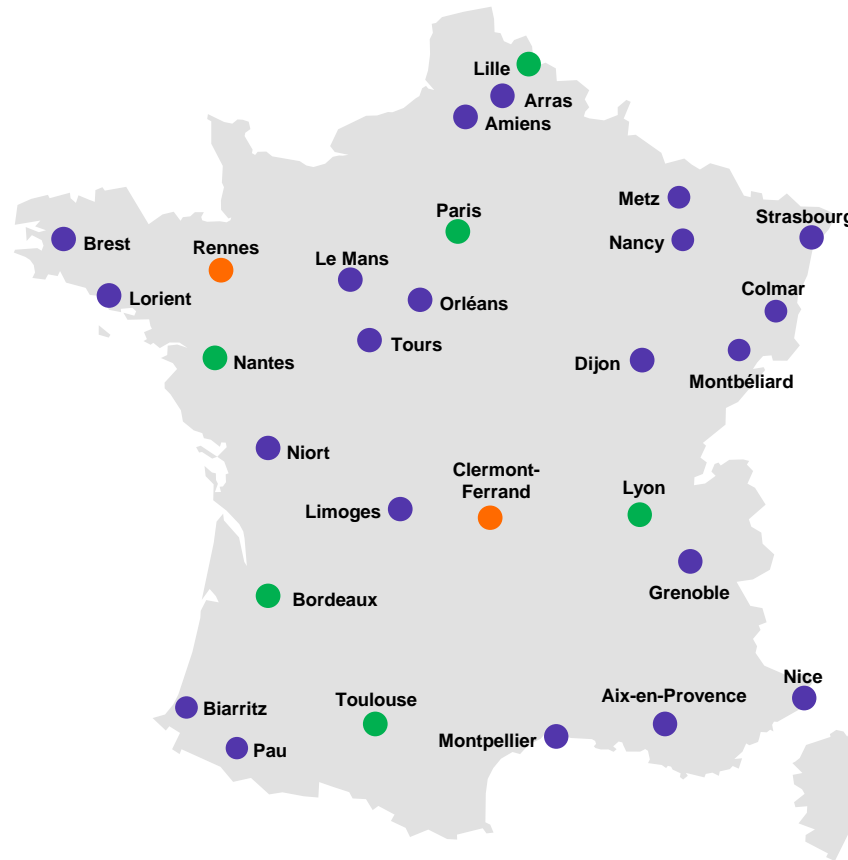 Lille
Arras
Amiens
Metz
Paris
Strasbourg
Brest
Rennes
Nancy
Le Mans
Colmar
Lorient
Orléans
Tours
Nantes
Dijon
Montbéliard
Niort
Clermont-
Ferrand
Lyon
Limoges
Grenoble
Bordeaux
Nice
Aix-en-Provence
Toulouse
Biarritz
Montpellier
Pau